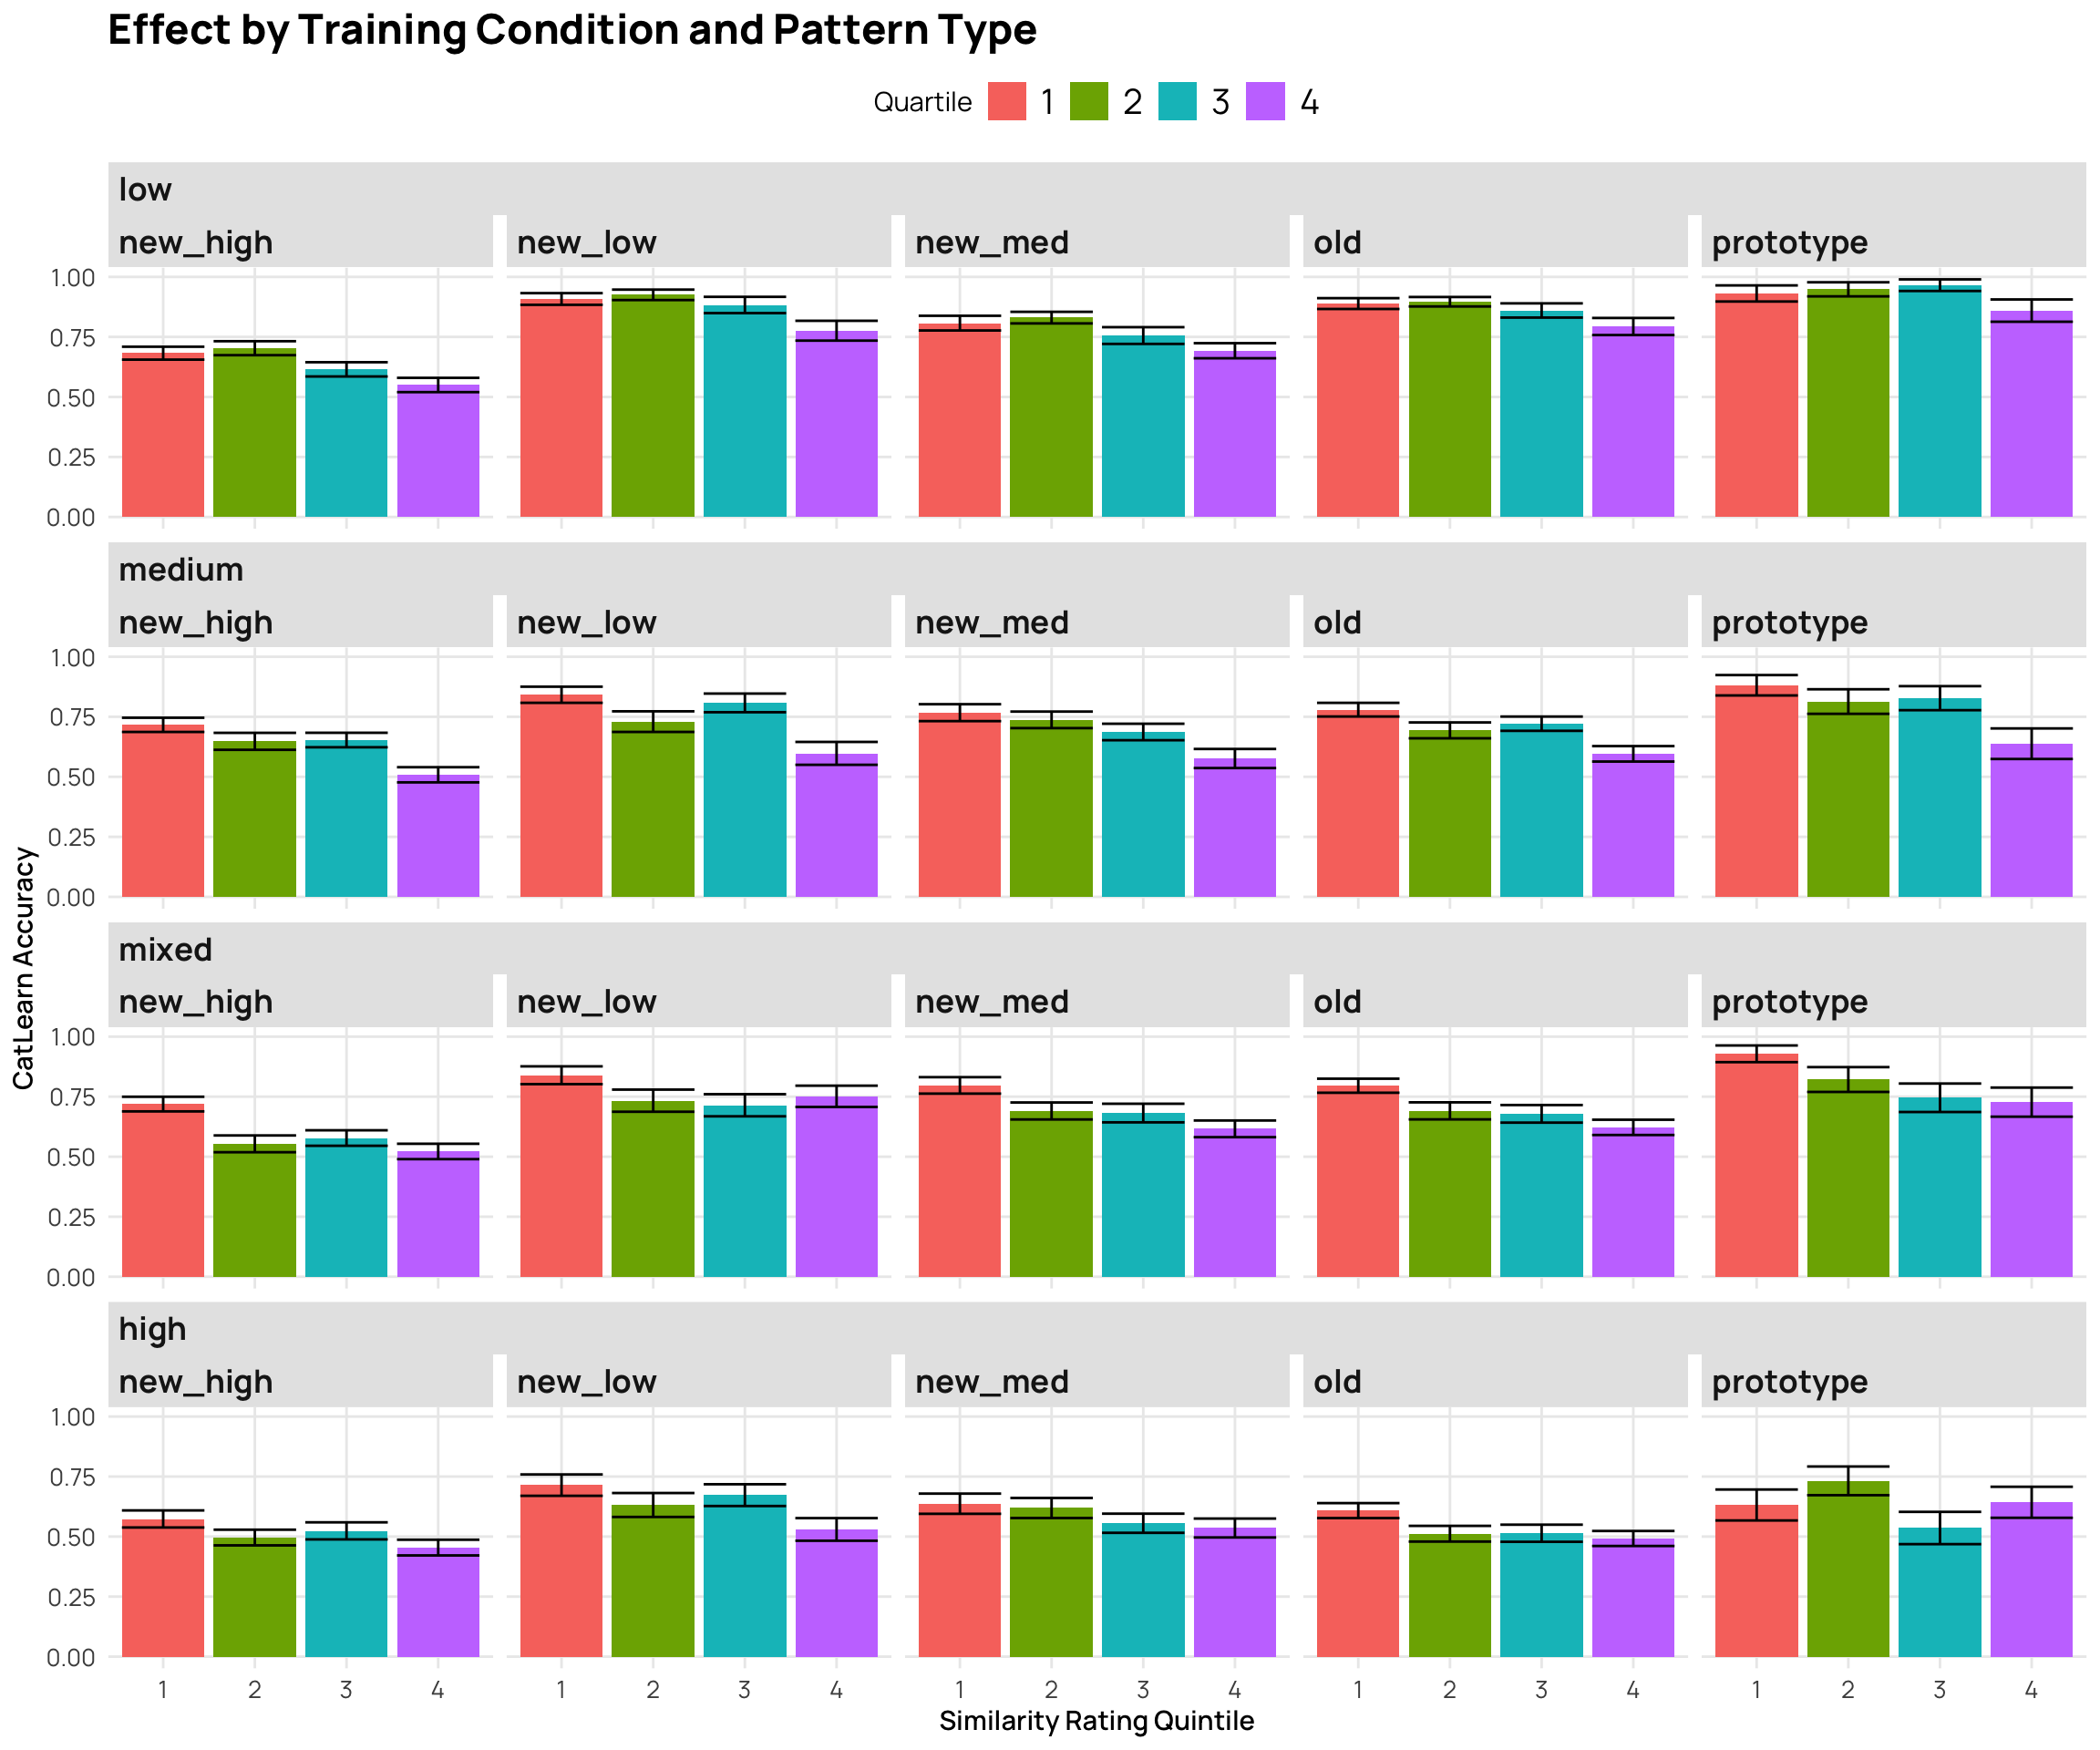 Effect by Training Condition and Pattern Type
Quartile 1 2 3 4
low
new_high new_low new_med old prototype
1.00
0.75
0.50
0.25
0.00
medium
new_high new_low new_med old prototype
1.00
0.75
0.50
0.25
0.00
mixed
new_high new_low new_med old prototype
1.00
0.75
0.50
0.25
0.00
high
new_high new_low new_med old prototype
1.00
0.75
0.50
0.25
0.00
1 2 3 4 1 2 3 4 1 2 3 4 1 2 3 4 1 2 3 4
Similarity Rating Quintile
CatLearn Accuracy